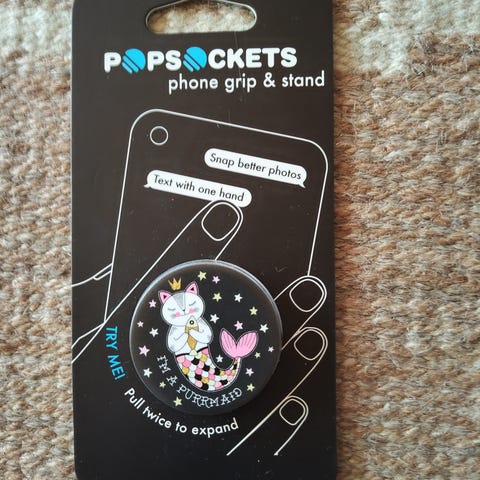 POPSOCKETS
phone grip & stand
Snap better photos
Text with one hand
TRY ME!
I'M A PURRMAID
Pull twice to expand